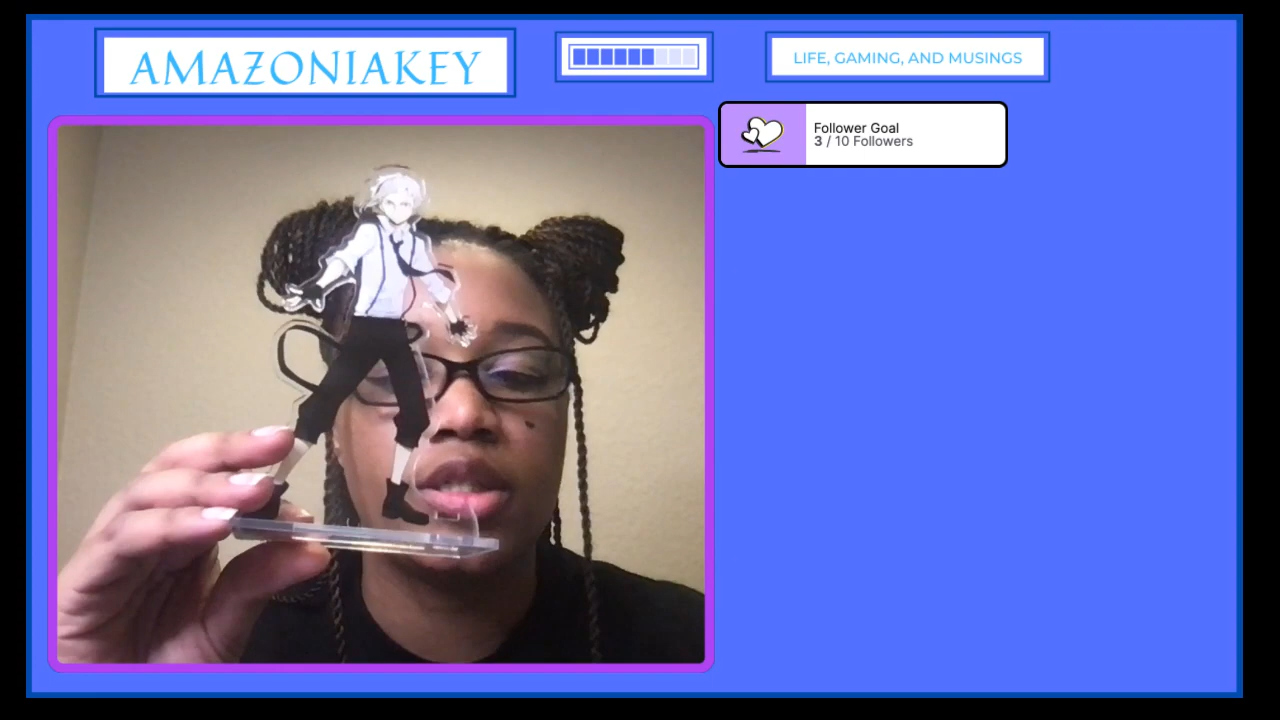 AMAZONIAKEY
LIFE, GAMING, AND MUSINGS
Follower Goal
3 / 10 Followers